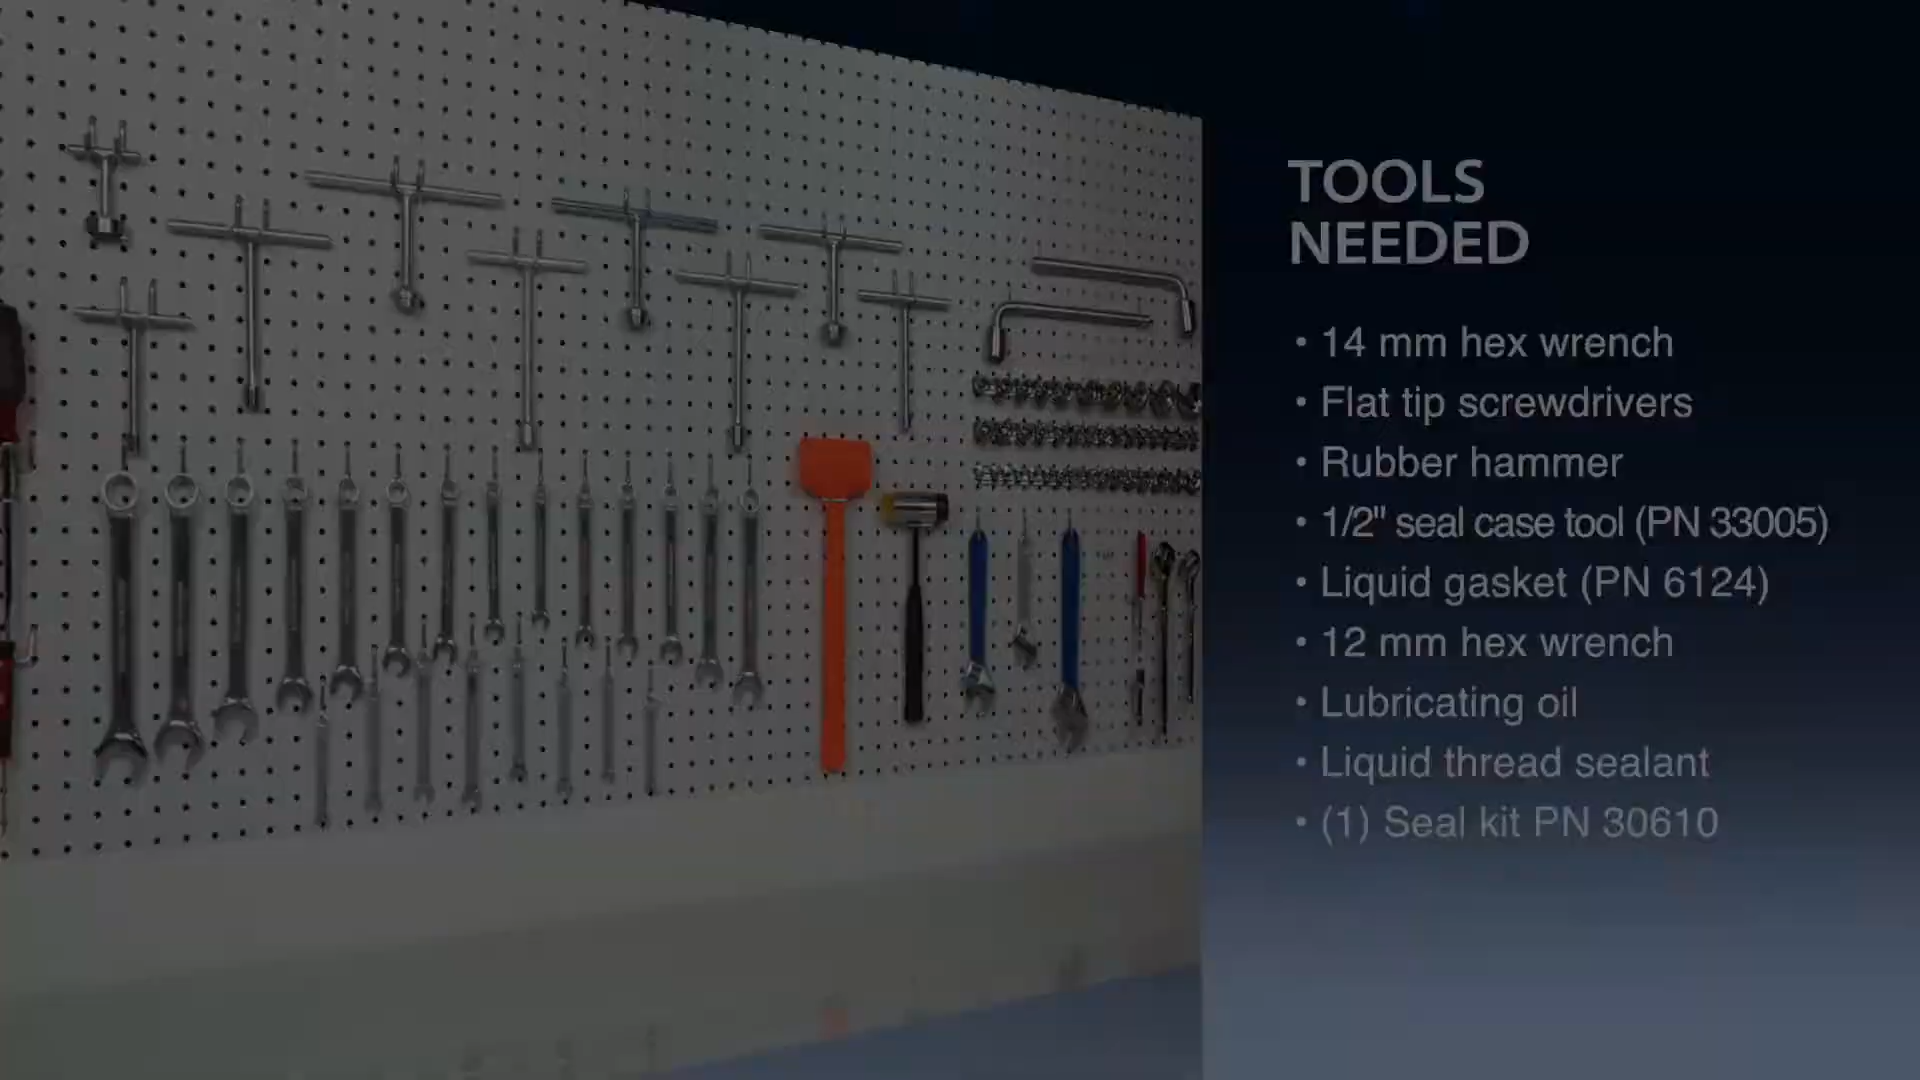 TOOLS
NEEDED
• 14 mm hex wrench
• Flat tip screwdrivers
• Rubber hammer
• 1/2" seal case tool (PN 33005)
• Liquid gasket (PN 6124)
• 12 mm hex wrench
• Lubricating oil
• Liquid thread sealant
• (1) Seal kit PN 30610